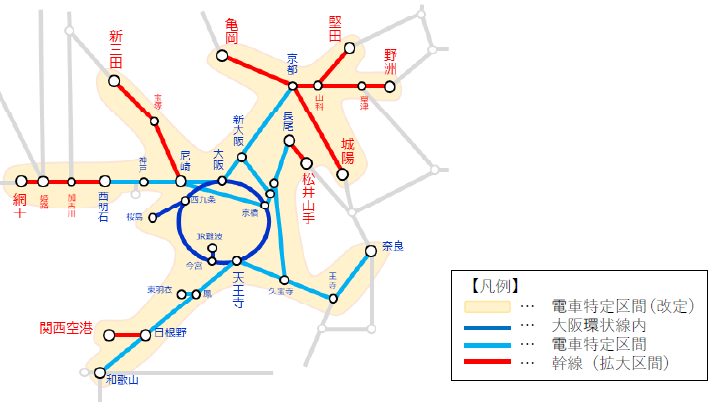 亀岡
堅田
新三田
京都
野洲
宝塚
山科
草津
新大阪
長尾
神戸
尼崎
大阪
城陽
松井山手
網干
姫路
加古川
西明石
西九条
桜島
京橋
JR難波
今宮
天王寺
奈良
王寺
久宝寺
東羽衣
鳳
関西空港
日根野
和歌山
【凡例】
… 電車特定区間(改定)
… 大阪環状線内
… 電車特定区間
… 幹線（拡大区間）